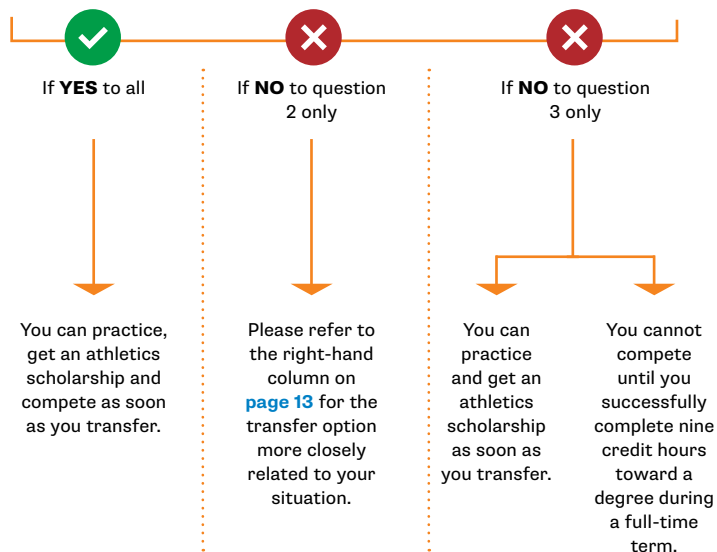 If YES to all
You can practice,
get an athletics
scholarship and
compete as soon
as you transfer.
If NO to question
2 only
Please refer to
the right-hand
column on
page 13 for the
transfer option
more closely
related to your
situation.
If NO to question
3 only
You can
practice
and get an
athletics
scholarship
as soon as
you transfer.
You cannot
compete
until you
successfully
complete nine
credit hours
toward a
degree during
a full-time
term.